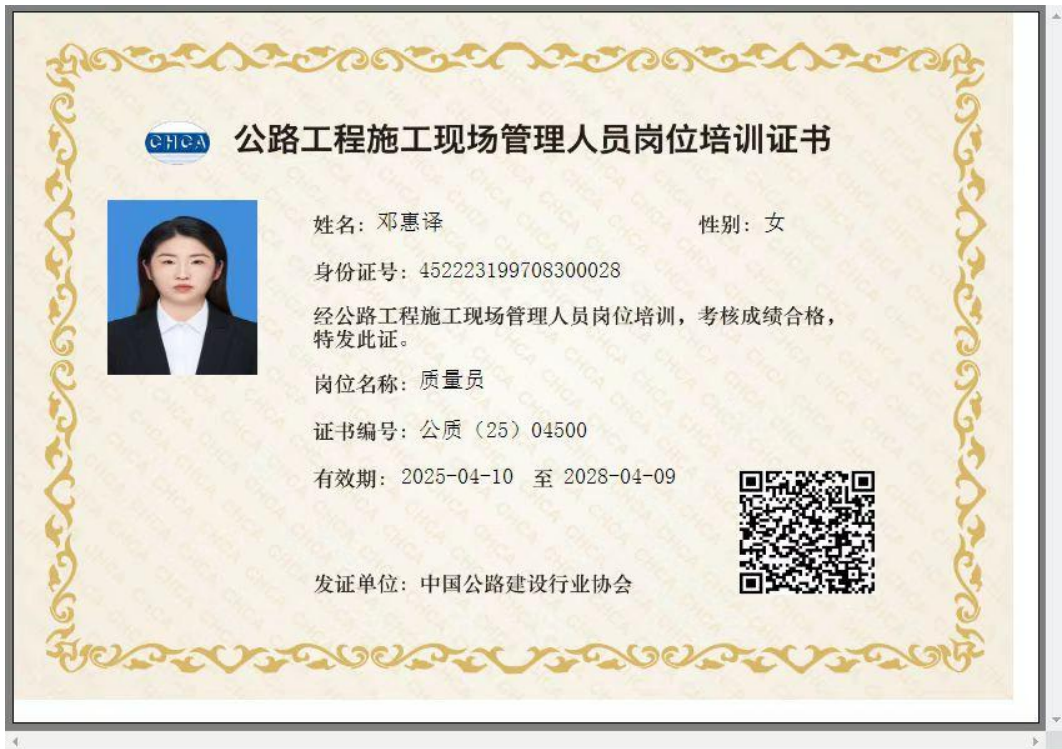 CHCA 公路工程施工现场管理人员岗位培训证书
姓名：邓惠译 性别：女
身份证号：452223199708300028
经公路工程施工现场管理人员岗位培训，考核成绩合格，
特发此证。
岗位名称：质量员
证书编号：公质（25）04500
有效期：2025-04-10 至 2028-04-09
发证单位：中国公路建设行业协会